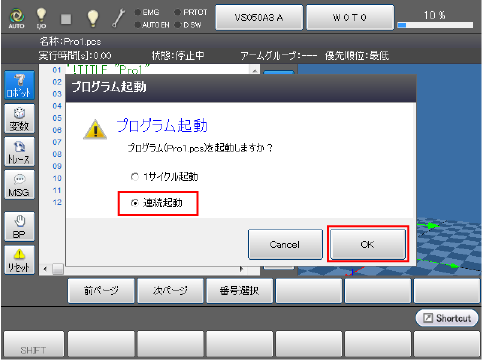 AUTO I/O EMG PRTOT AUTO EN D SW VS050A3 A W 0 T 0 10 %
名称:Pro1.pcs
実行時間[s]:0.00 状態:停止中 アームグループ:--- 優先順位:最低
01 '!TITLE "Pro1"
02
プログラム起動
ロボット
03
04
変数
05
プログラム起動
06
07
プログラム(Pro1.pcs)を起動しますか?
08
トレース
09
10
1サイクル起動
MSG
11
12
連続起動
BP
Cancel OK
リセット
前ページ 次ページ 番号選択
Shortcut
SHIFT